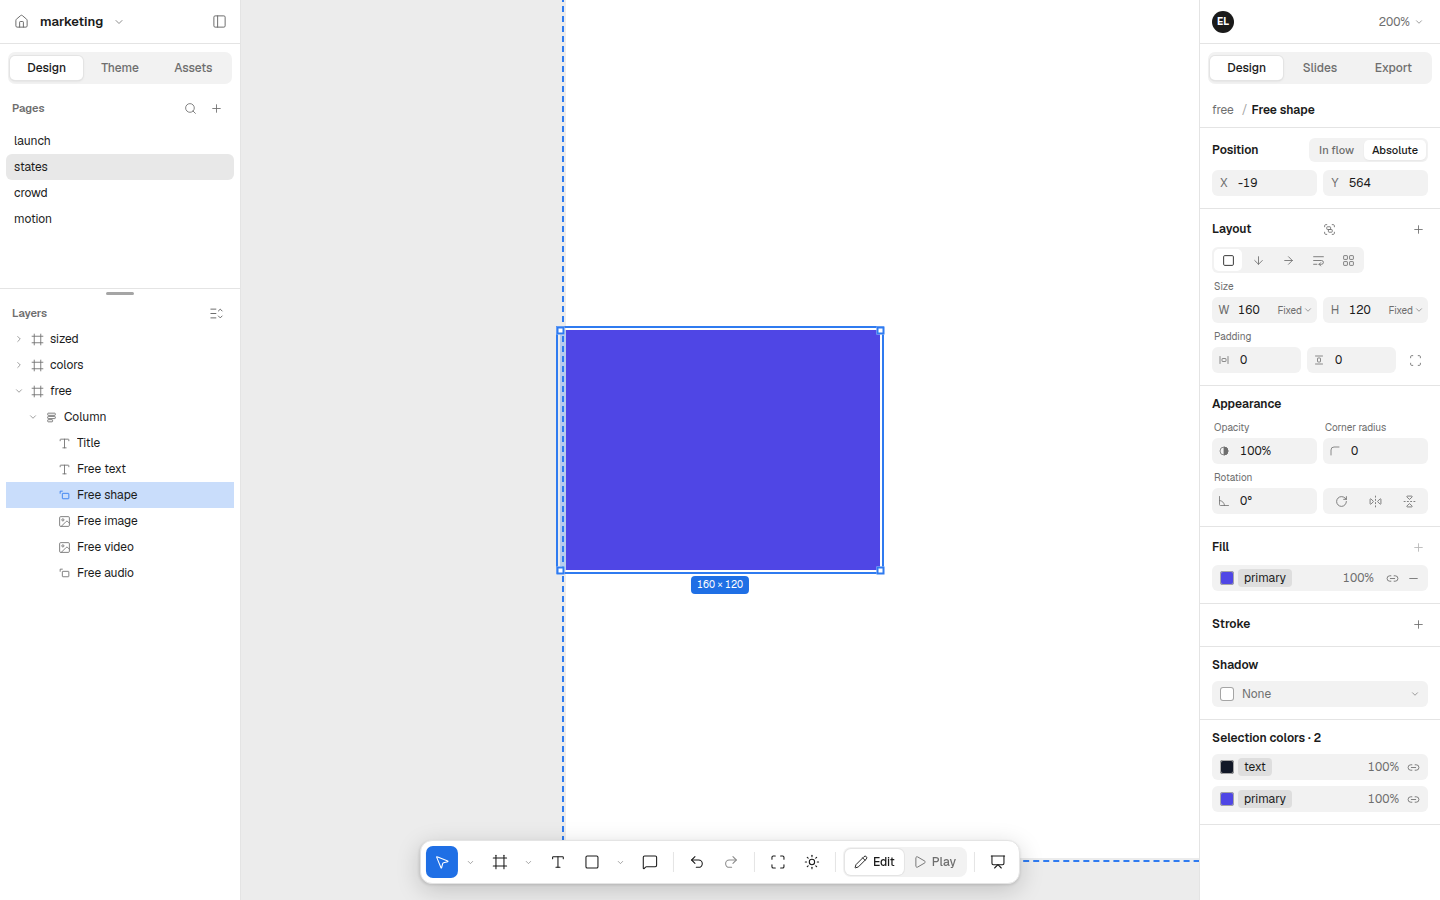 marketing
Design
Theme
Assets
Pages
launch
states
crowd
motion
Layers
sized
colors
free
Column
Title
Free text
Free shape
Free image
Free video
Free audio
160 × 120
Edit
Play
EL
200%
Design
Slides
Export
free / Free shape
Position
In flow
Absolute
X -19
Y 564
Layout
Size
W 160 Fixed
H 120 Fixed
Padding
0
0
Appearance
Opacity
Corner radius
100%
0
Rotation
0°
Fill
primary 100%
Stroke
Shadow
None
Selection colors · 2
text 100%
primary 100%